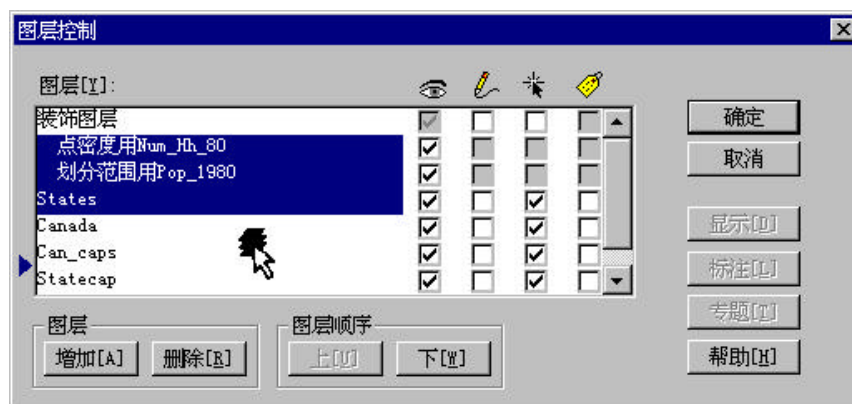 图层控制
图层[Y]:
装饰图层
点密度用Num_Hh_80
划分范围用Pop_1980
States
Canada
Can_caps
Statecap
确定
取消
显示[D]
标注[L]
专题[T]
帮助[H]
图层
增加[A] 删除[R]
图层顺序
上[U] 下[W]